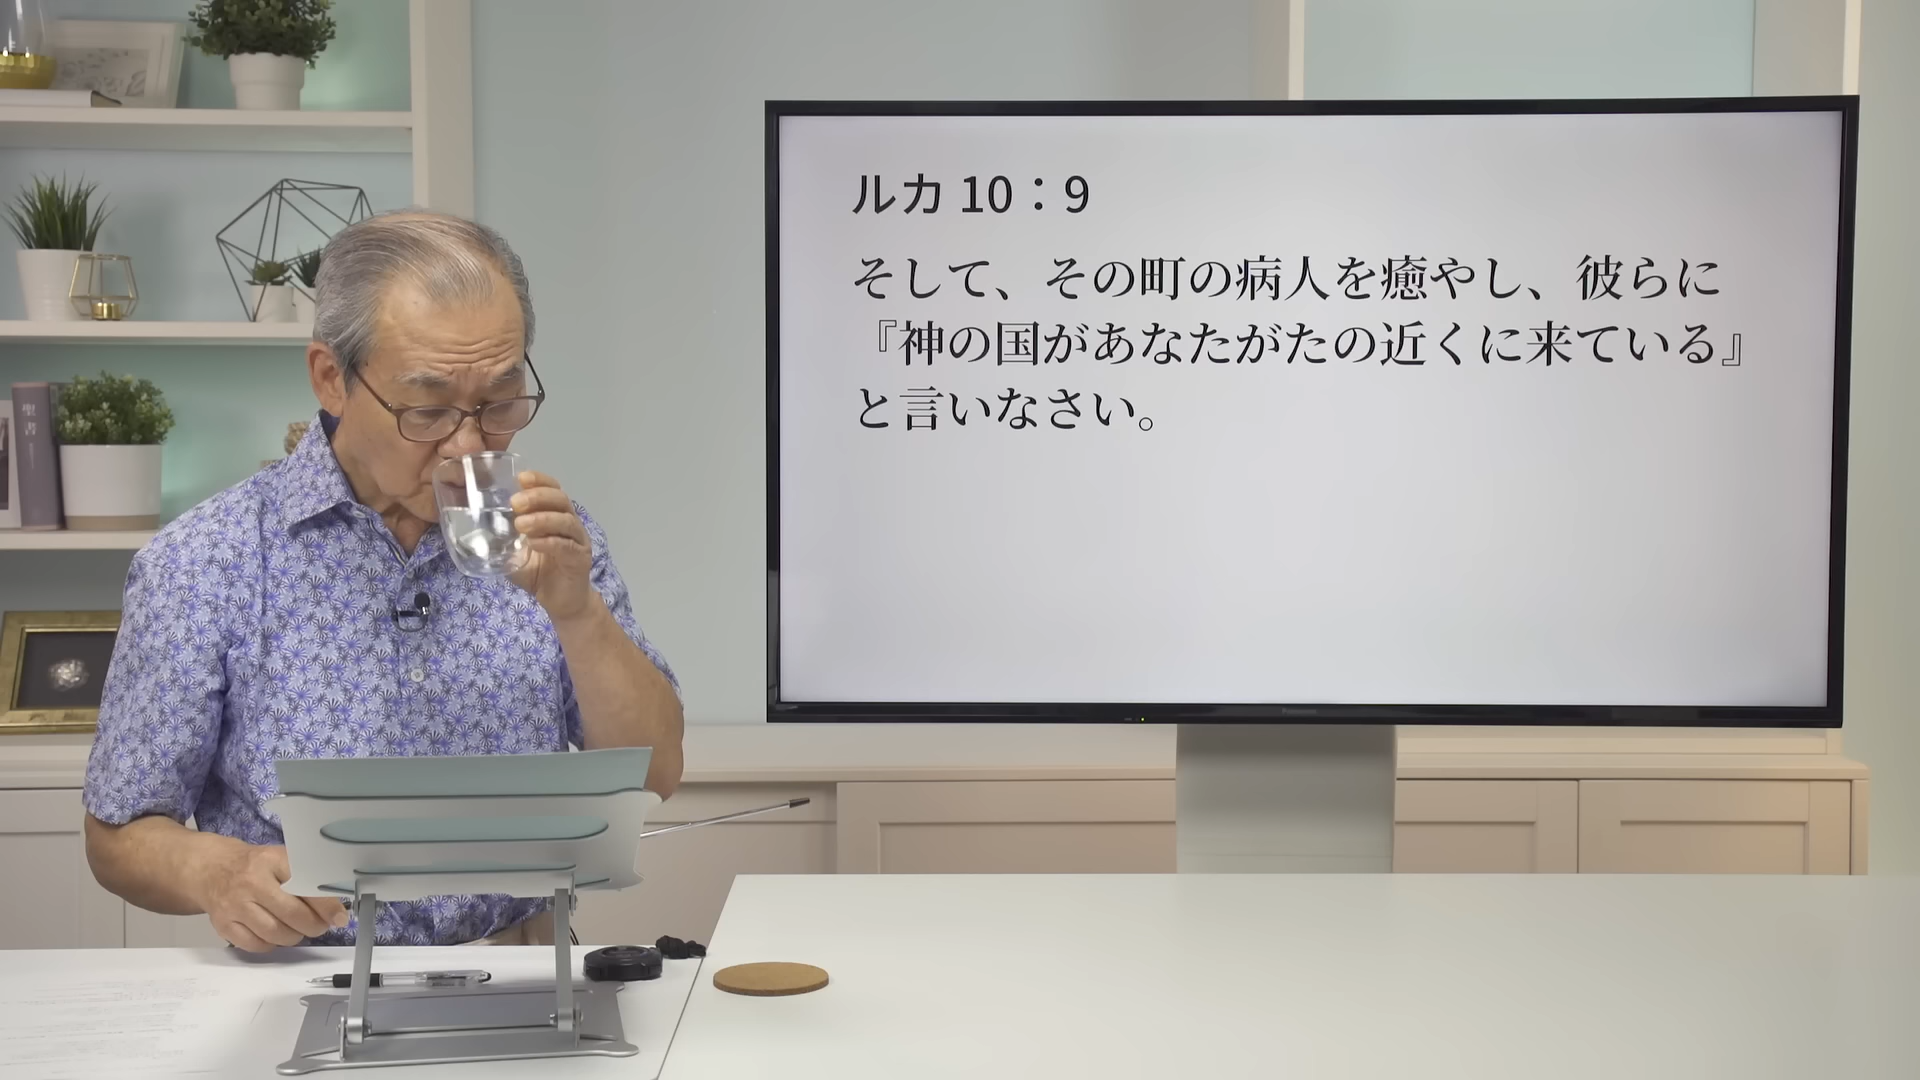 ルカ 10：9
そして、その町の病人を癒やし、彼らに
『神の国があなたがたの近くに来ている』
と言いなさい。
聖書